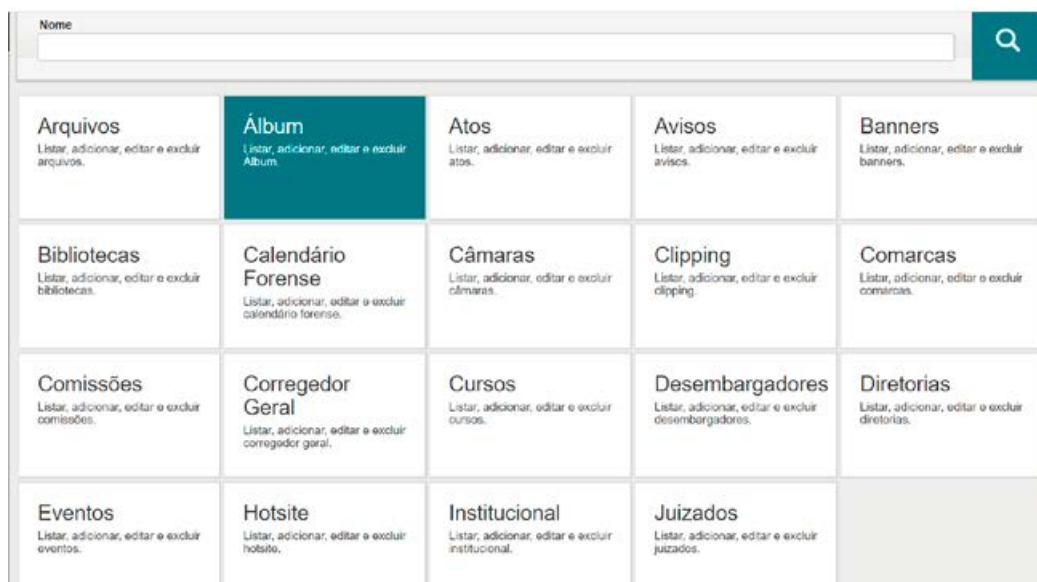 Nome
Arquivos
Listar, adicionar, editar e excluir
arquivos.
Álbum
Listar, adicionar, editar e excluir
Álbum.
Atos
Listar, adicionar, editar e excluir
atos.
Avisos
Listar, adicionar, editar e excluir
avisos.
Banners
Listar, adicionar, editar e excluir
banners.
Bibliotecas
Listar, adicionar, editar e excluir
bibliotecas.
Calendário
Forense
Listar, adicionar, editar e excluir
calendário forense.
Câmaras
Listar, adicionar, editar e excluir
câmaras.
Clipping
Listar, adicionar, editar e excluir
clipping.
Comarcas
Listar, adicionar, editar e excluir
comarcas.
Comissões
Listar, adicionar, editar e excluir
comissões.
Corregedor
Geral
Listar, adicionar, editar e excluir
corregedor geral.
Cursos
Listar, adicionar, editar e excluir
cursos.
Desembargadores
Listar, adicionar, editar e excluir
desembargadores.
Diretorias
Listar, adicionar, editar e excluir
diretorias.
Eventos
Listar, adicionar, editar e excluir
eventos.
Hotsite
Listar, adicionar, editar e excluir
hotsite.
Institucional
Listar, adicionar, editar e excluir
institucional.
Juizados
Listar, adicionar, editar e excluir
juizados.